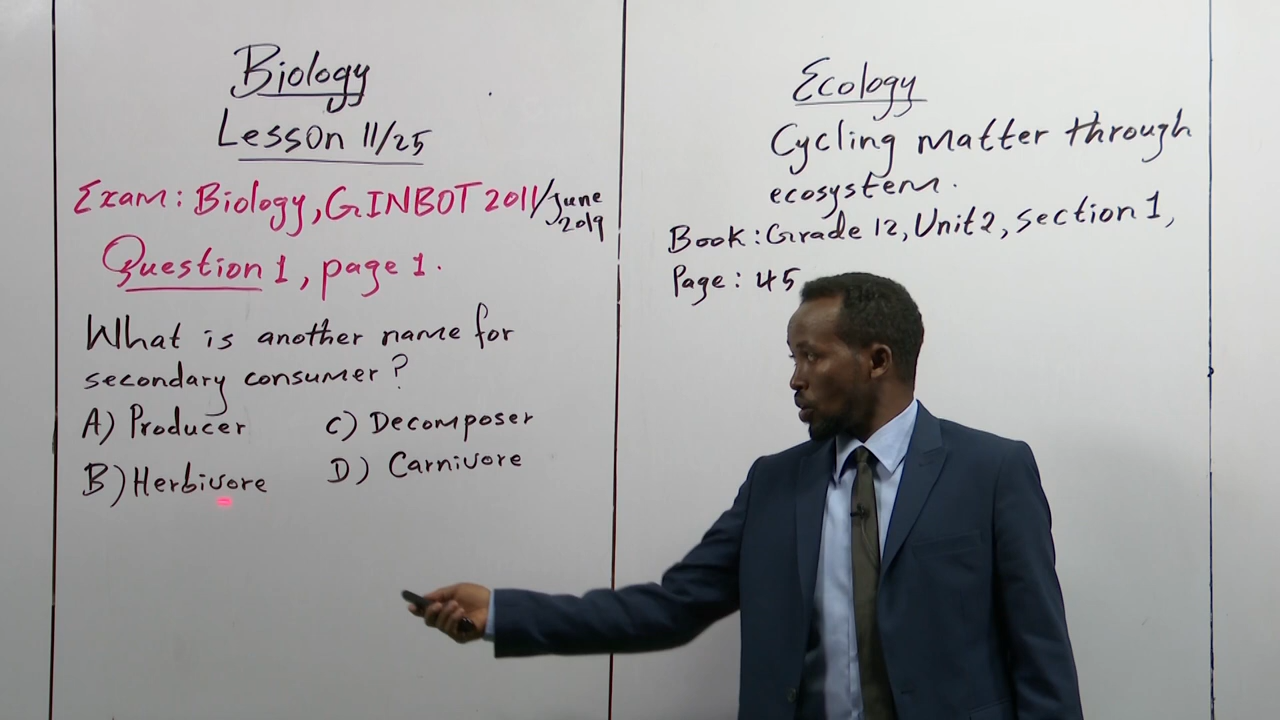 Biology
Lesson 11/25
Exam: Biology, GINBOT 2011/June 2019
Question 1, page 1.
What is another name for
secondary consumer?
A) Producer
B) Herbivore
C) Decomposer
D) Carnivore
Ecology
Cycling matter through
ecosystem.
Book: Grade 12, Unit 2, section 1,
Page: 45